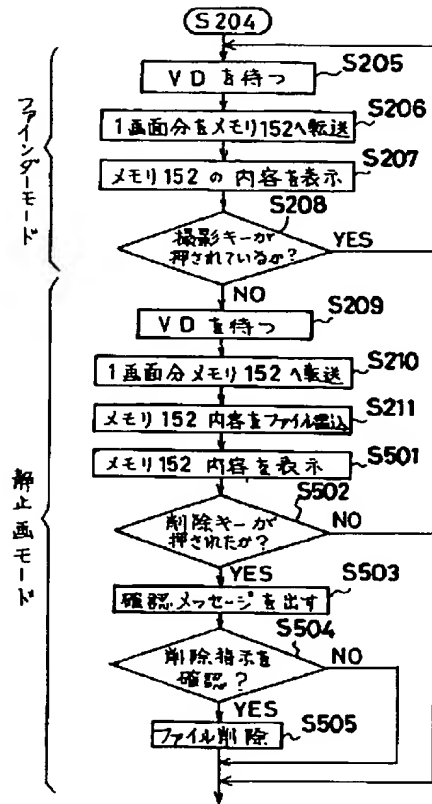 S204
ファインダーモード
S205
VDを待つ
S206
1画面分をメモリ152へ転送
S207
メモリ152の内容を表示
S208
撮影キーが
押されているか?
YES
NO
静止画モード
S209
VDを待つ
S210
1画面分メモリ152へ転送
S211
メモリ152内容をファイル書込
S501
メモリ152内容を表示
S502
削除キーが
押されたか?
NO
YES
S503
確認メッセージを出す
S504
削除指示を
確認?
NO
YES
S505
ファイル削除